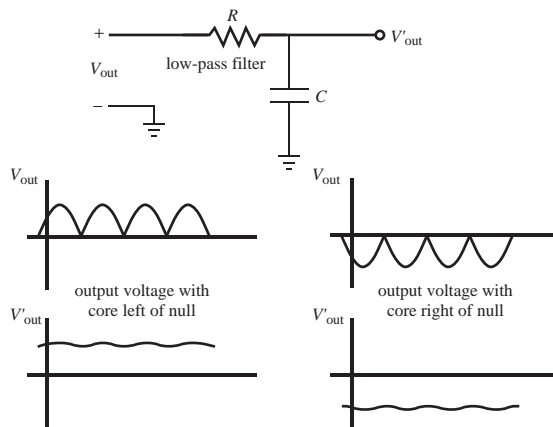 R
+
V'out
Vout
low-pass filter
C
–
Vout
Vout
output voltage with
core left of null
output voltage with
core right of null
V'out
V'out